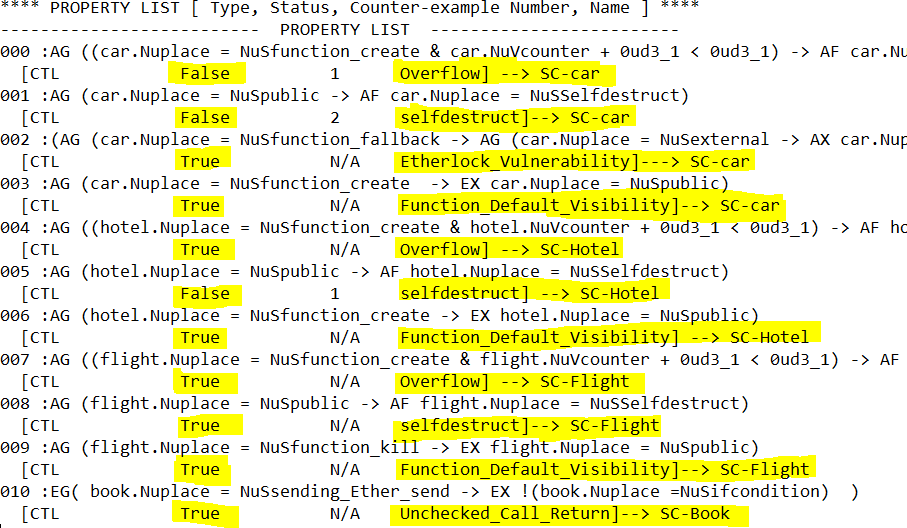 **** PROPERTY LIST [ Type, Status, Counter-example Number, Name ] ****
-------------------------- PROPERTY LIST -------------------------
000 :AG ((car.Nuplace = NuSfunction_create & car.NuVcounter + 0ud3_1 < 0ud3_1) -> AF car.Nu
[CTL False 1 Overflow] --> SC-car
001 :AG (car.Nuplace = NuSpublic -> AF car.Nuplace = NuSSelfdestruct)
[CTL False 2 selfdestruct]--> SC-car
002 :(AG (car.Nuplace = NuSfunction_fallback -> AG (car.Nuplace = NuSexternal -> AX car.Nup
[CTL True N/A Etherlock_Vulnerability]---> SC-car
003 :AG (car.Nuplace = NuSfunction_create  -> EX car.Nuplace = NuSpublic)
[CTL True N/A Function_Default_Visibility]--> SC-car
004 :AG ((hotel.Nuplace = NuSfunction_create & hotel.NuVcounter + 0ud3_1 < 0ud3_1) -> AF ho
[CTL True N/A Overflow] --> SC-Hotel
005 :AG (hotel.Nuplace = NuSpublic -> AF hotel.Nuplace = NuSSelfdestruct)
[CTL False 1 selfdestruct] --> SC-Hotel
006 :AG (hotel.Nuplace = NuSfunction_create -> EX hotel.Nuplace = NuSpublic)
[CTL True N/A Function_Default_Visibility] --> SC-Hotel
007 :AG ((flight.Nuplace = NuSfunction_create & flight.NuVcounter + 0ud3_1 < 0ud3_1) -> AF
[CTL True N/A Overflow] --> SC-Flight
008 :AG (flight.Nuplace = NuSpublic -> AF flight.Nuplace = NuSSelfdestruct)
[CTL True N/A selfdestruct]--> SC-Flight
009 :AG (flight.Nuplace = NuSfunction_kill -> EX flight.Nuplace = NuSpublic)
[CTL True N/A Function_Default_Visibility]--> SC-Flight
010 :EG( book.Nuplace = NuSsending_Ether_send -> EX !(book.Nuplace =NuSifcondition)  )
[CTL True N/A Unchecked_Call_Return]--> SC-Book